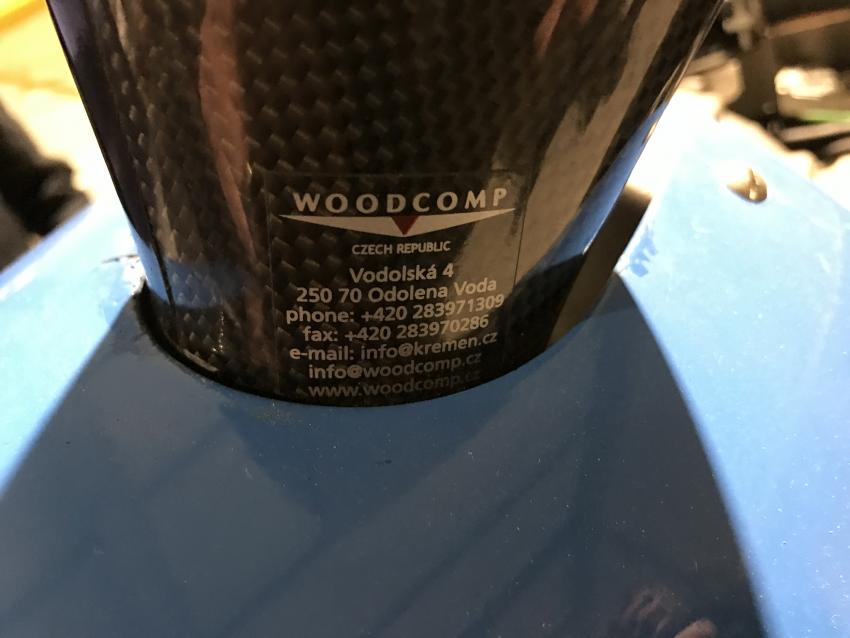 WOODCOMP
CZECH REPUBLIC
Vodolská 4
250 70 Odolena Voda
phone: +420 283971309
fax: +420 283970286
e-mail: info@kremen.cz
info@woodcomp.cz
www.woodcomp.cz